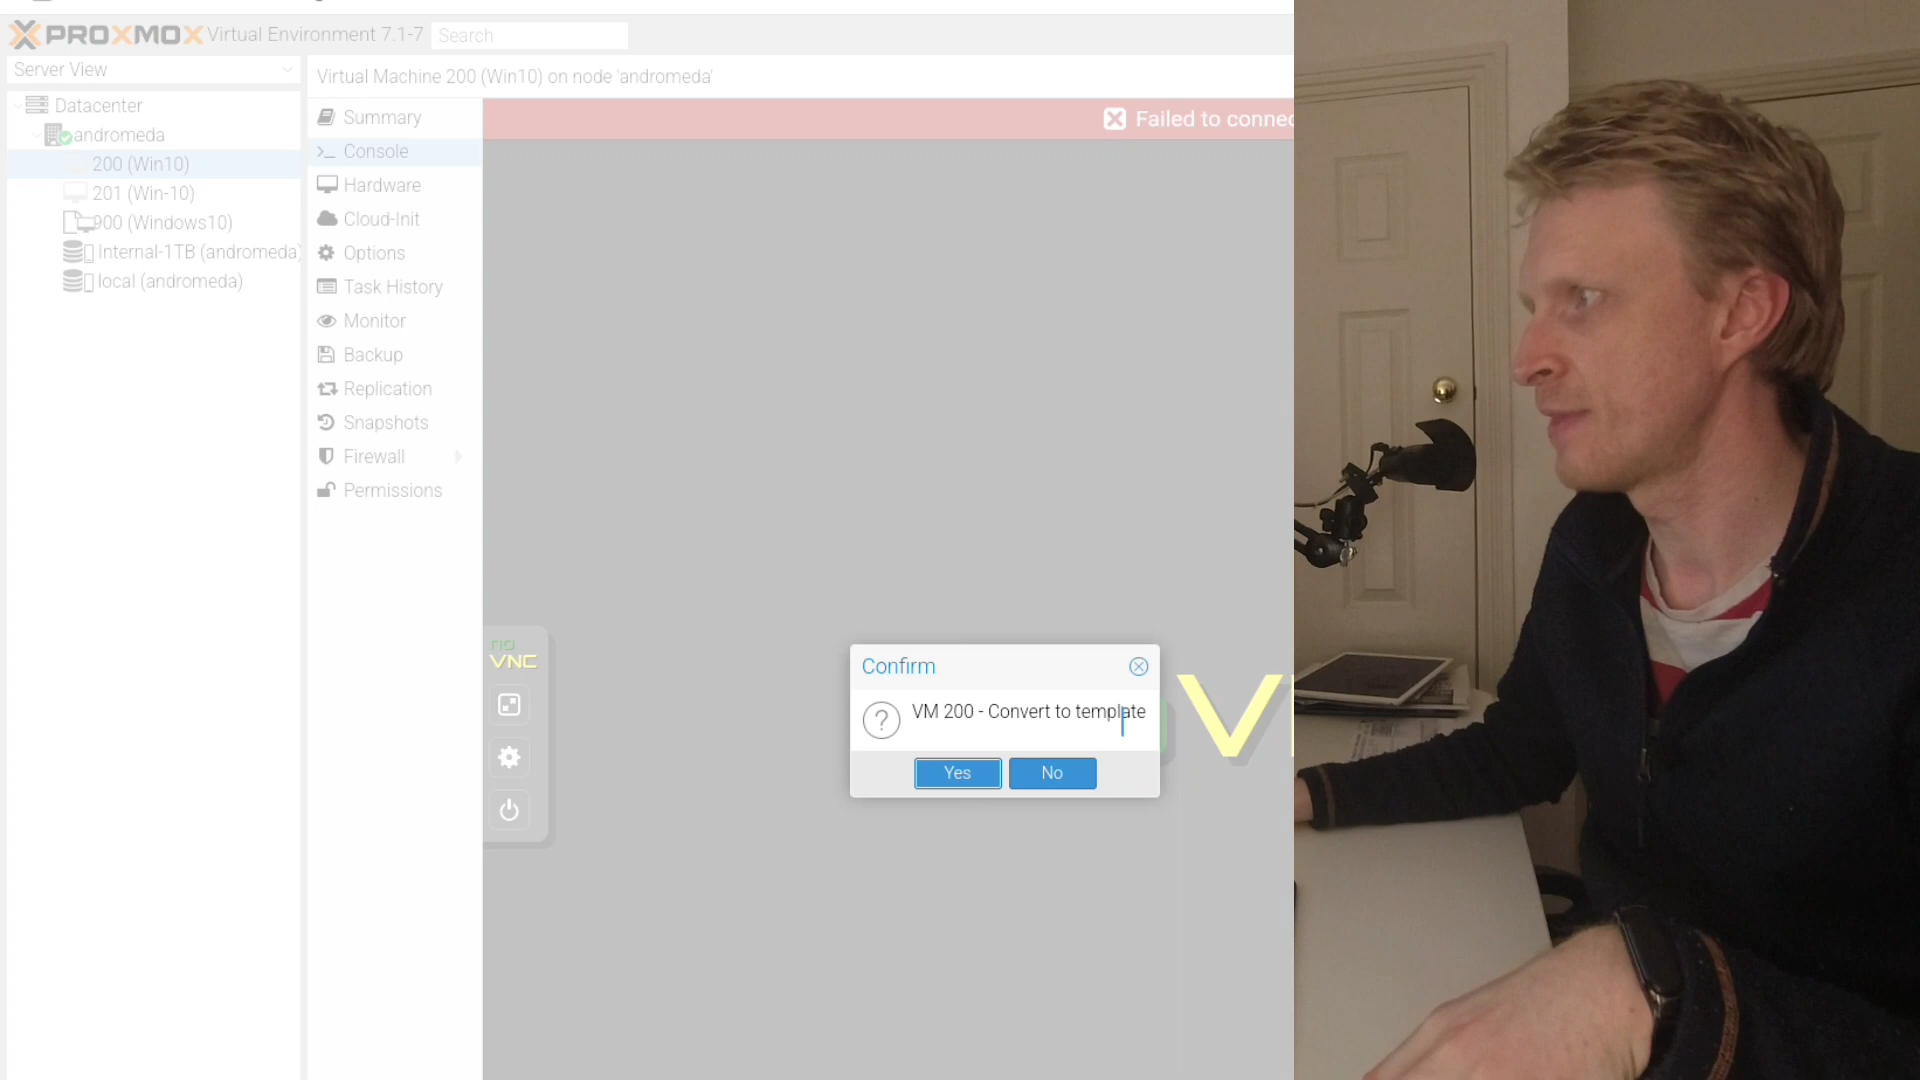 PROXMOX Virtual Environment 7.1-7 Search
Server View
Virtual Machine 200 (Win10) on node 'andromeda'
Datacenter
andromeda
200 (Win10)
201 (Win-10)
900 (Windows10)
Internal-1TB (andromeda)
local (andromeda)
Summary
Console
Hardware
Cloud-Init
Options
Task History
Monitor
Backup
Replication
Snapshots
Firewall
Permissions
Failed to connec
no
VNC
Confirm
VM 200 - Convert to template
Yes
No
V